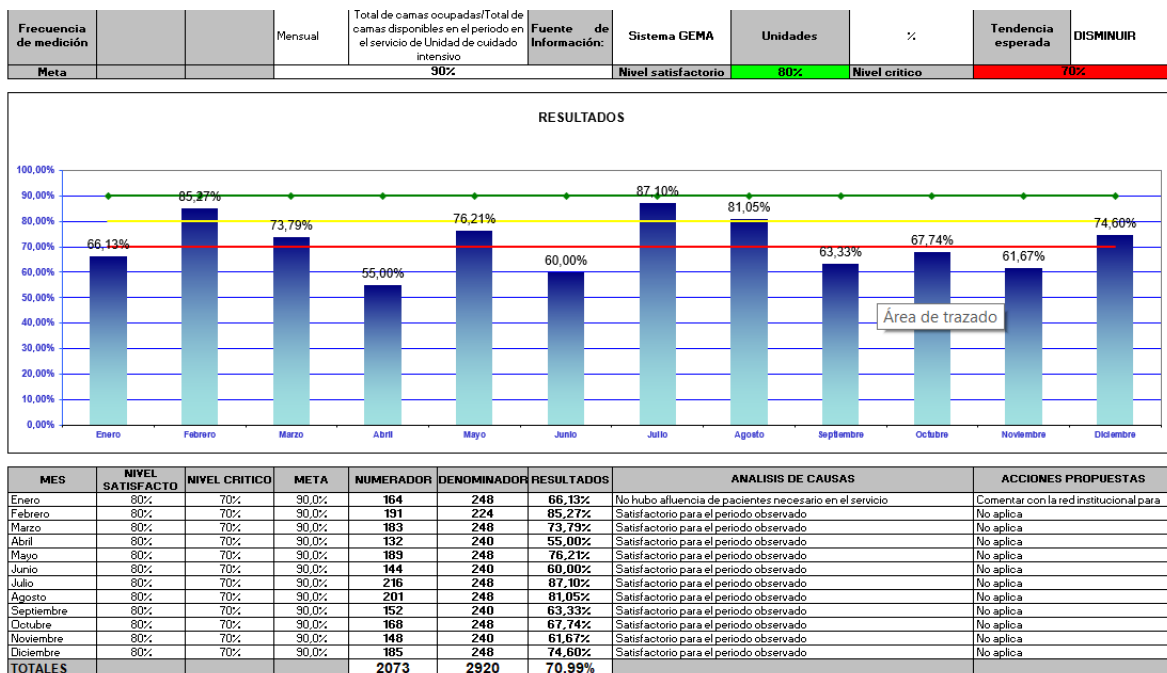 Frecuencia de medición Mensual Total de camas ocupadas/Total de camas disponibles en el periodo en el servicio de Unidad de cuidado intensivo Fuente de Información: Sistema GEMA Unidades % Tendencia esperada DISMINUIR
Meta 90% Nivel satisfactorio 80% Nivel critico 70%
RESULTADOS
100,00%
90,00%
80,00%
70,00%
60,00%
50,00%
40,00%
30,00%
20,00%
10,00%
0,00%
66,13% 85,27% 73,79% 55,00% 76,21% 60,00% 87,10% 81,05% 63,33% 67,74% 61,67% 74,60%
Área de trazado
Enero Febrero Marzo Abril Mayo Junio Julio Agosto Septiembre Octubre Noviembre Diciembre
MES NIVEL SATISFACTO NIVEL CRITICO META NUMERADOR DENOMINADOR RESULTADOS ANALISIS DE CAUSAS ACCIONES PROPUESTAS
Enero 80% 70% 90,0% 164 248 66,13% No hubo afluencia de pacientes necesario en el servicio Comentar con la red institucional para
Febrero 80% 70% 90,0% 191 224 85,27% Satisfactorio para el periodo observado No aplica
Marzo 80% 70% 90,0% 183 248 73,79% Satisfactorio para el periodo observado No aplica
Abril 80% 70% 90,0% 132 240 55,00% Satisfactorio para el periodo observado No aplica
Mayo 80% 70% 90,0% 189 248 76,21% Satisfactorio para el periodo observado No aplica
Junio 80% 70% 90,0% 144 240 60,00% Satisfactorio para el periodo observado No aplica
Julio 80% 70% 90,0% 216 248 87,10% Satisfactorio para el periodo observado No aplica
Agosto 80% 70% 90,0% 201 248 81,05% Satisfactorio para el periodo observado No aplica
Septiembre 80% 70% 90,0% 152 240 63,33% Satisfactorio para el periodo observado No aplica
Octubre 80% 70% 90,0% 168 248 67,74% Satisfactorio para el periodo observado No aplica
Noviembre 80% 70% 90,0% 148 240 61,67% Satisfactorio para el periodo observado No aplica
Diciembre 80% 70% 90,0% 185 248 74,60% Satisfactorio para el periodo observado No aplica
TOTALES 2073 2920 70,99%